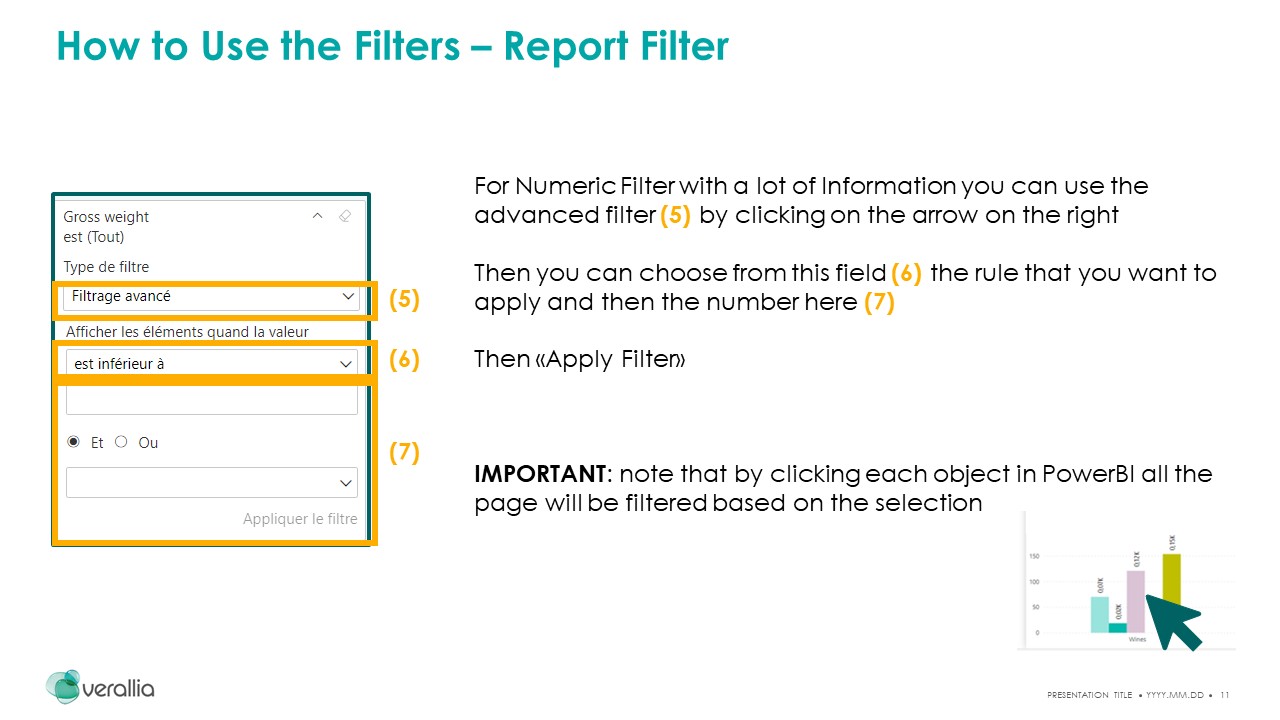 How to Use the Filters – Report Filter
Gross weight
est (Tout)
Type de filtre
Filtrage avancé
(5)
Afficher les éléments quand la valeur
est inférieur à
(6)
Et Ou
(7)
Appliquer le filtre
For Numeric Filter with a lot of Information you can use the
advanced filter (5) by clicking on the arrow on the right
Then you can choose from this field (6) the rule that you want to
apply and then the number here (7)
Then «Apply Filter»
IMPORTANT: note that by clicking each object in PowerBI all the
page will be filtered based on the selection
150
100
50
0
0,07K
0,02K
0,12K
0,15K
Wines
verallia
PRESENTATION TITLE • YYYY.MM.DD • 11